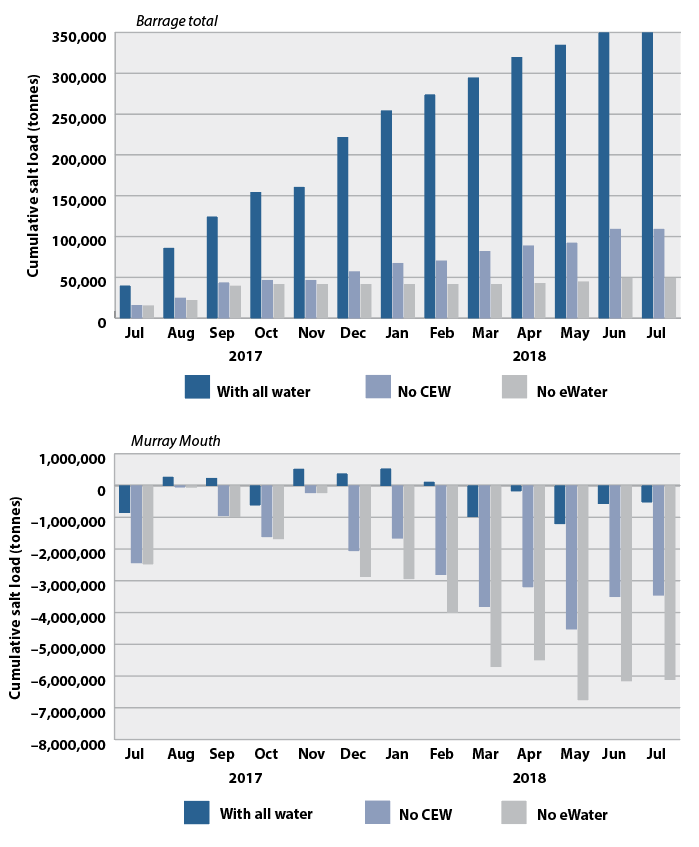 Barrage total
Cumulative salt load (tonnes)
350,000
300,000
250,000
200,000
150,000
100,000
50,000
0
Jul Aug Sep Oct Nov Dec Jan Feb Mar Apr May Jun Jul
2017 2018
With all water No CEW No eWater
Murray Mouth
Cumulative salt load (tonnes)
1,000,000
0
–1,000,000
–2,000,000
–3,000,000
–4,000,000
–5,000,000
–6,000,000
–7,000,000
–8,000,000
Jul Aug Sep Oct Nov Dec Jan Feb Mar Apr May Jun Jul
2017 2018
With all water No CEW No eWater